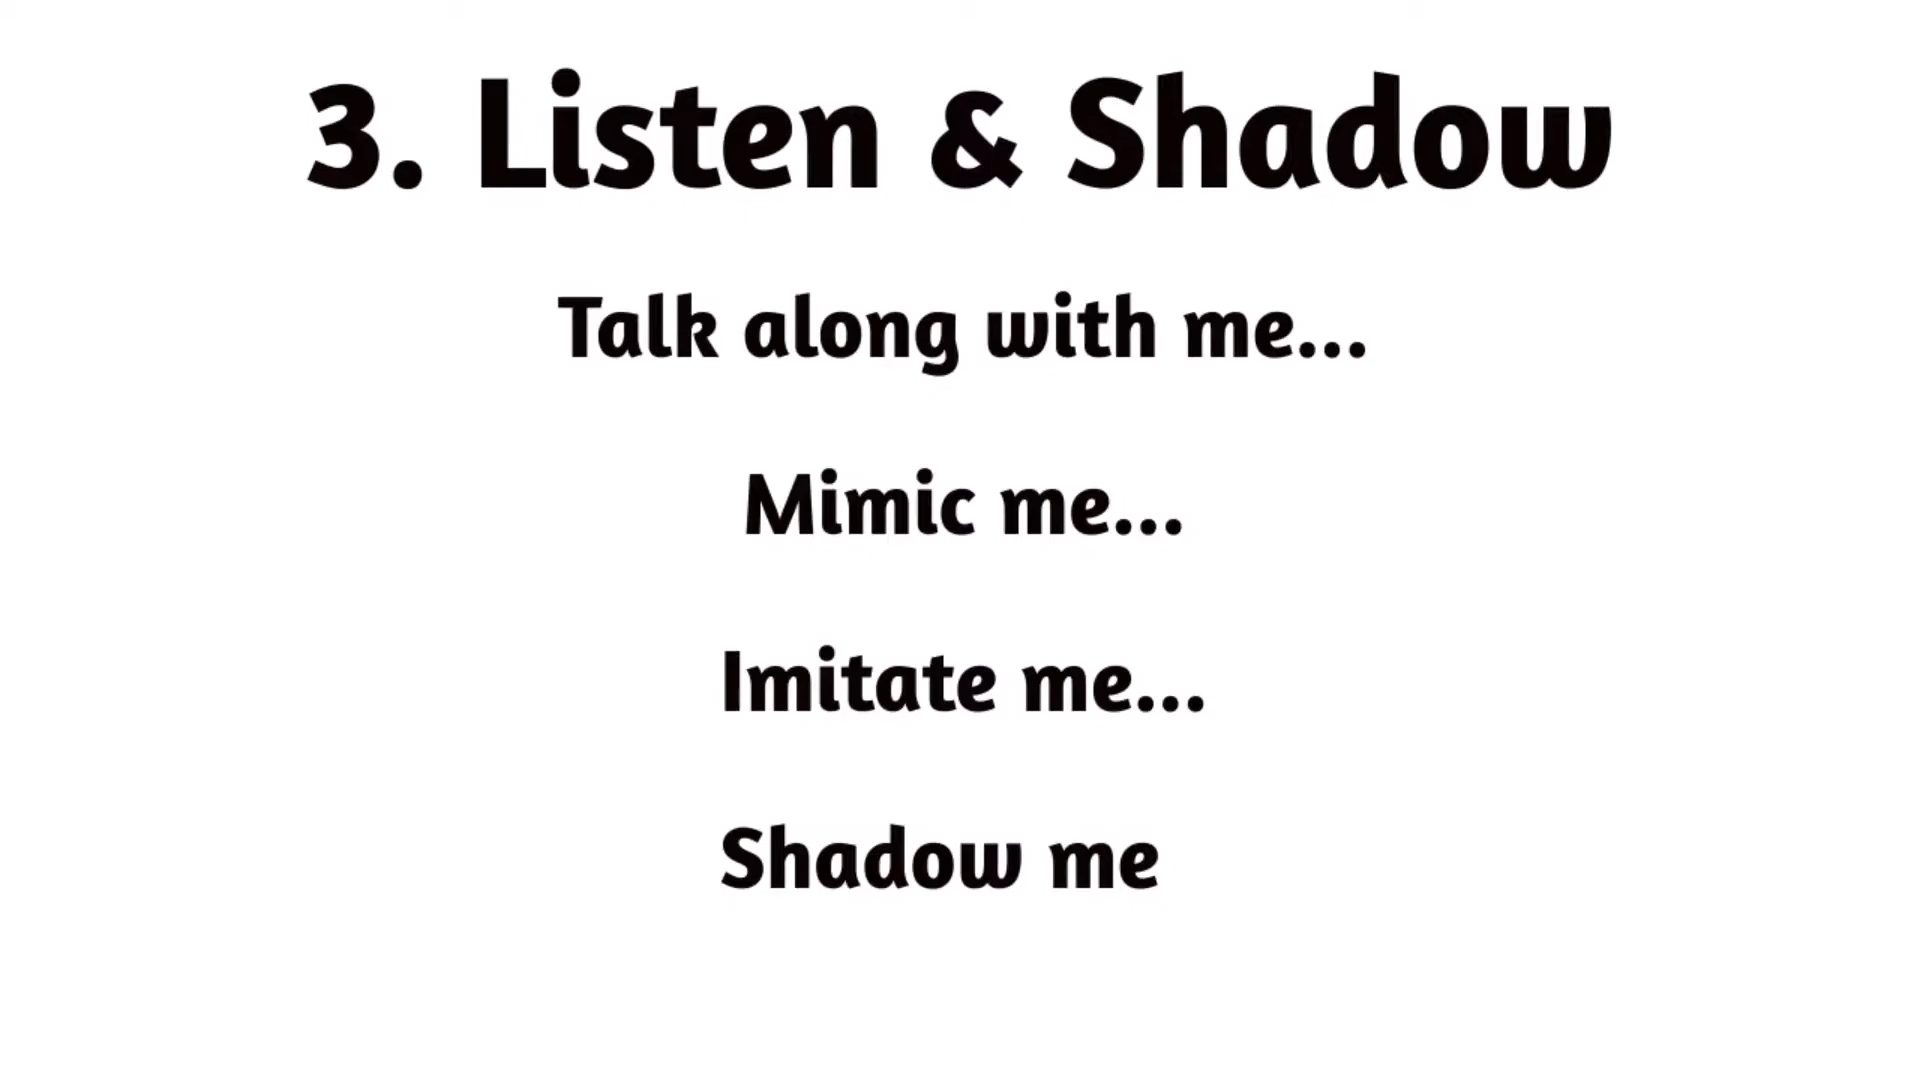 3. Listen & Shadow
Talk along with me...
Mimic me...
Imitate me...
Shadow me